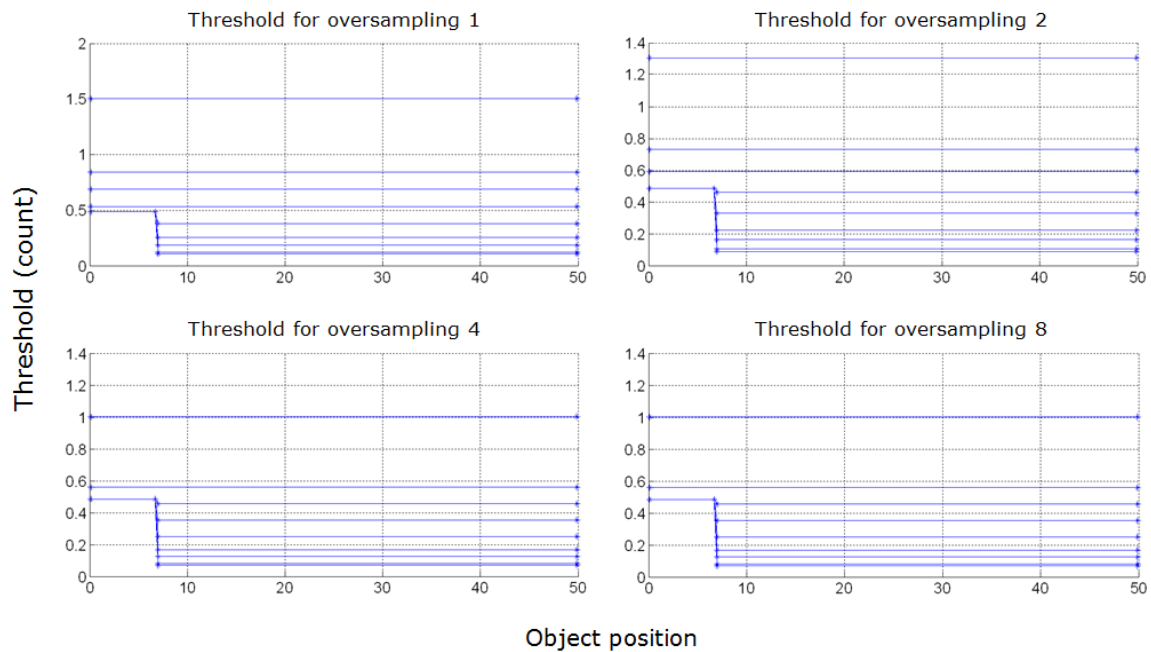 Threshold for oversampling 1
Threshold for oversampling 2
2
1.5
1
0.5
0
0 10 20 30 40 50
1.4
1.2
1
0.8
0.6
0.4
0.2
0
0 10 20 30 40 50
Threshold (count)
Threshold for oversampling 4
Threshold for oversampling 8
1.4
1.2
1
0.8
0.6
0.4
0.2
0
0 10 20 30 40 50
1.4
1.2
1
0.8
0.6
0.4
0.2
0
0 10 20 30 40 50
Object position